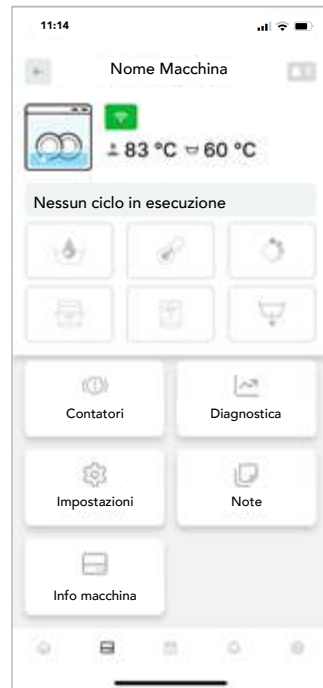 11:14
Nome Macchina
83 °C 60 °C
Nessun ciclo in esecuzione
Contatori Diagnostica
Impostazioni Note
Info macchina